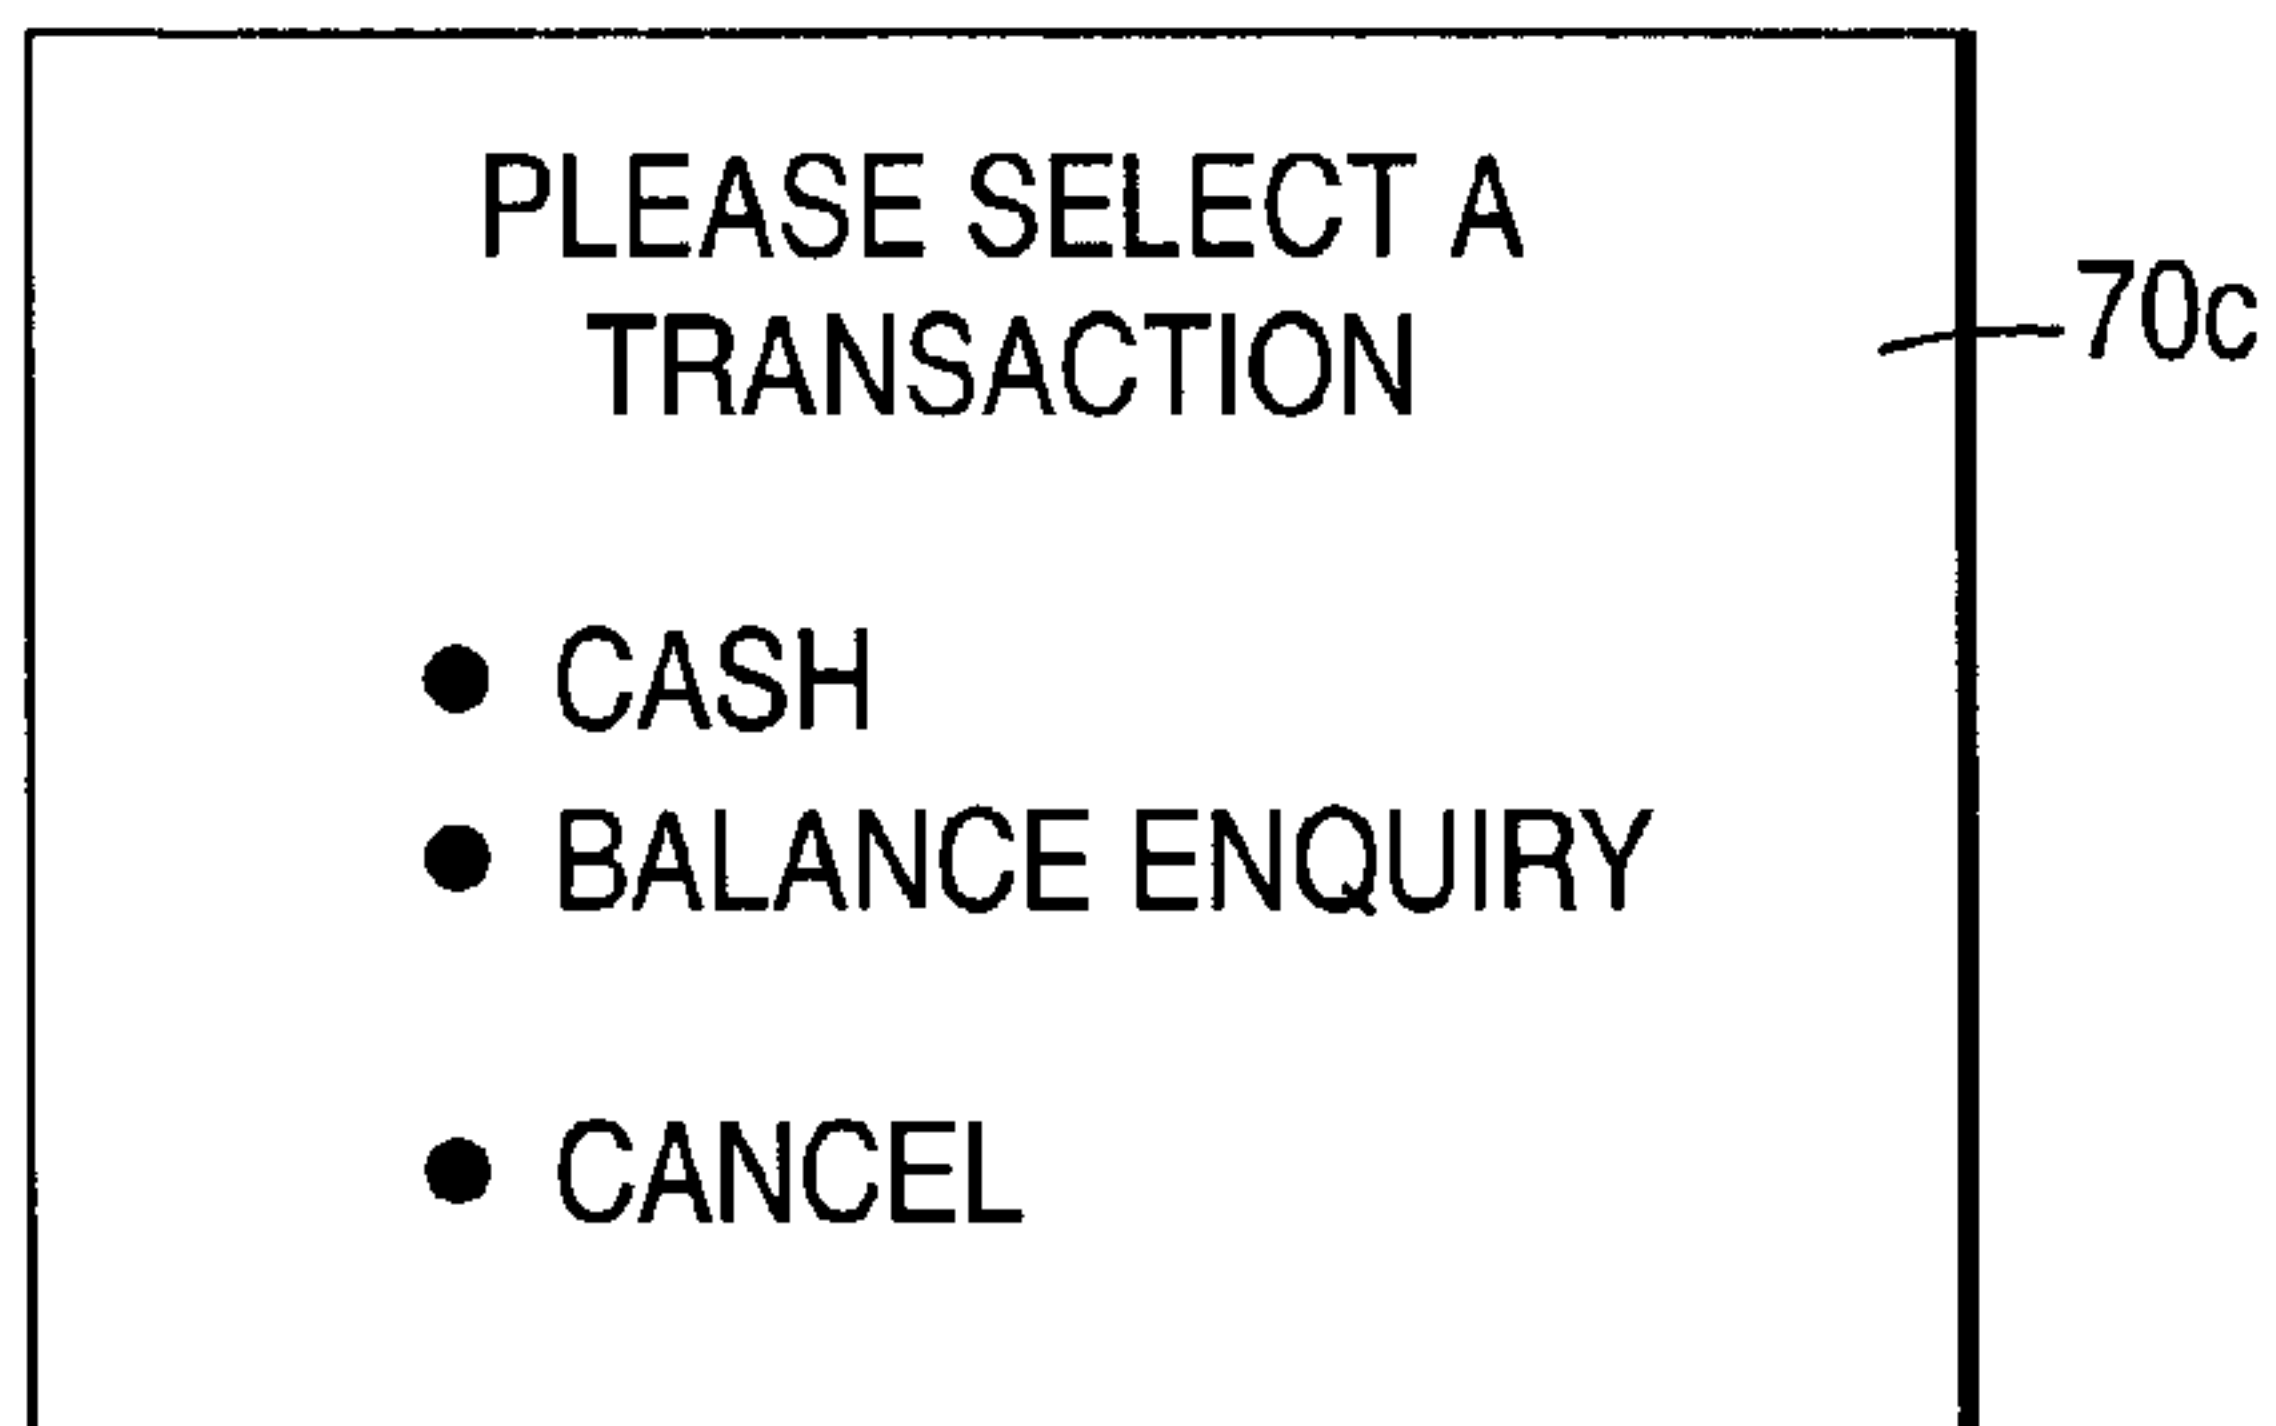 PLEASE SELECT A
TRANSACTION
70c
● CASH
● BALANCE ENQUIRY
● CANCEL